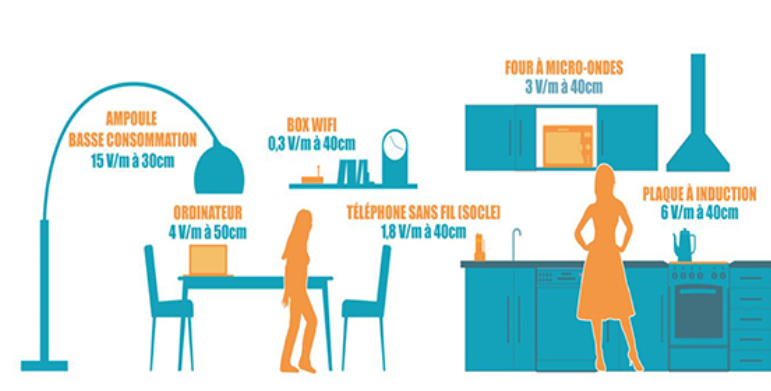 FOUR À MICRO-ONDES
3 V/m à 40cm
AMPOULE
BASSE CONSOMMATION
15 V/m à 30cm
BOX WIFI
0,3 V/m à 40cm
PLAQUE À INDUCTION
6 V/m à 40cm
ORDINATEUR
4 V/m à 50cm
TÉLÉPHONE SANS FIL (SOCLE)
1,8 V/m à 40cm